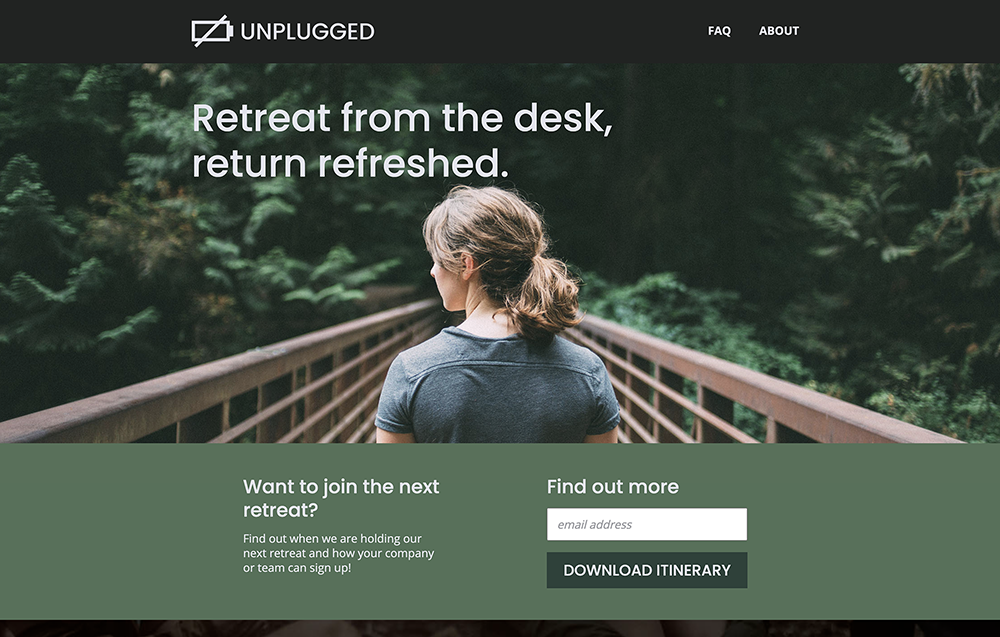 UNPLUGGED
FAQ
ABOUT
Retreat from the desk,
return refreshed.
Want to join the next
retreat?
Find out when we are holding our
next retreat and how your company
or team can sign up!
Find out more
email address
DOWNLOAD ITINERARY